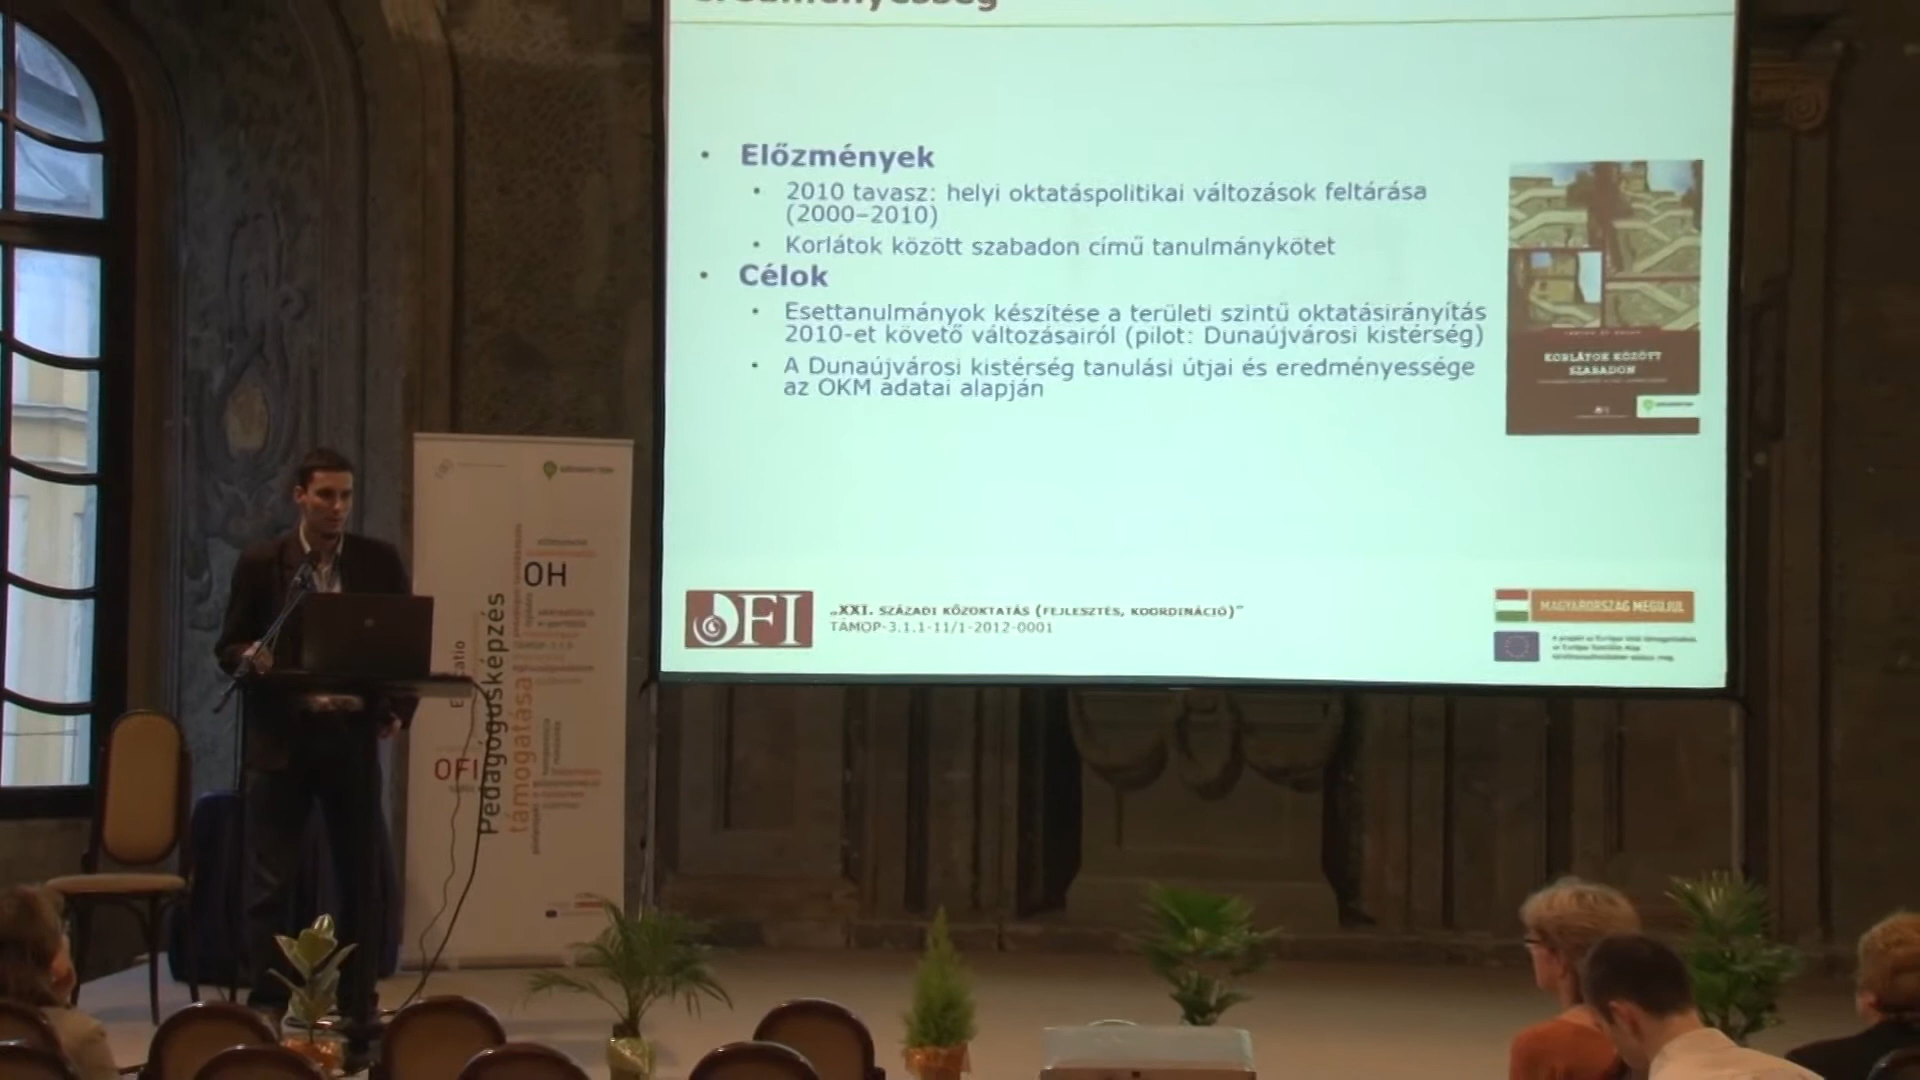 • Előzmények
• 2010 tavasz: helyi oktatáspolitikai változások feltárása
(2000–2010)
• Korlátok között szabadon című tanulmánykötet
• Célok
• Esettanulmányok készítése a területi szintű oktatásirányítás
2010-et követő változásairól (pilot: Dunaújvárosi kistérség)
• A Dunaújvárosi kistérség tanulási útjai és eredményessége
az OKM adatai alapján
KORLÁTOK KÖZÖTT
SZABADON
OFI
„XXI. SZÁZADI KÖZOKTATÁS (FEJLESZTÉS, KOORDINÁCIÓ)”
TÁMOP-3.1.1-11/1-2012-0001
MAGYARORSZÁG MEGÚJUL
OH
Pedagógusképzés
támogatása
OFI